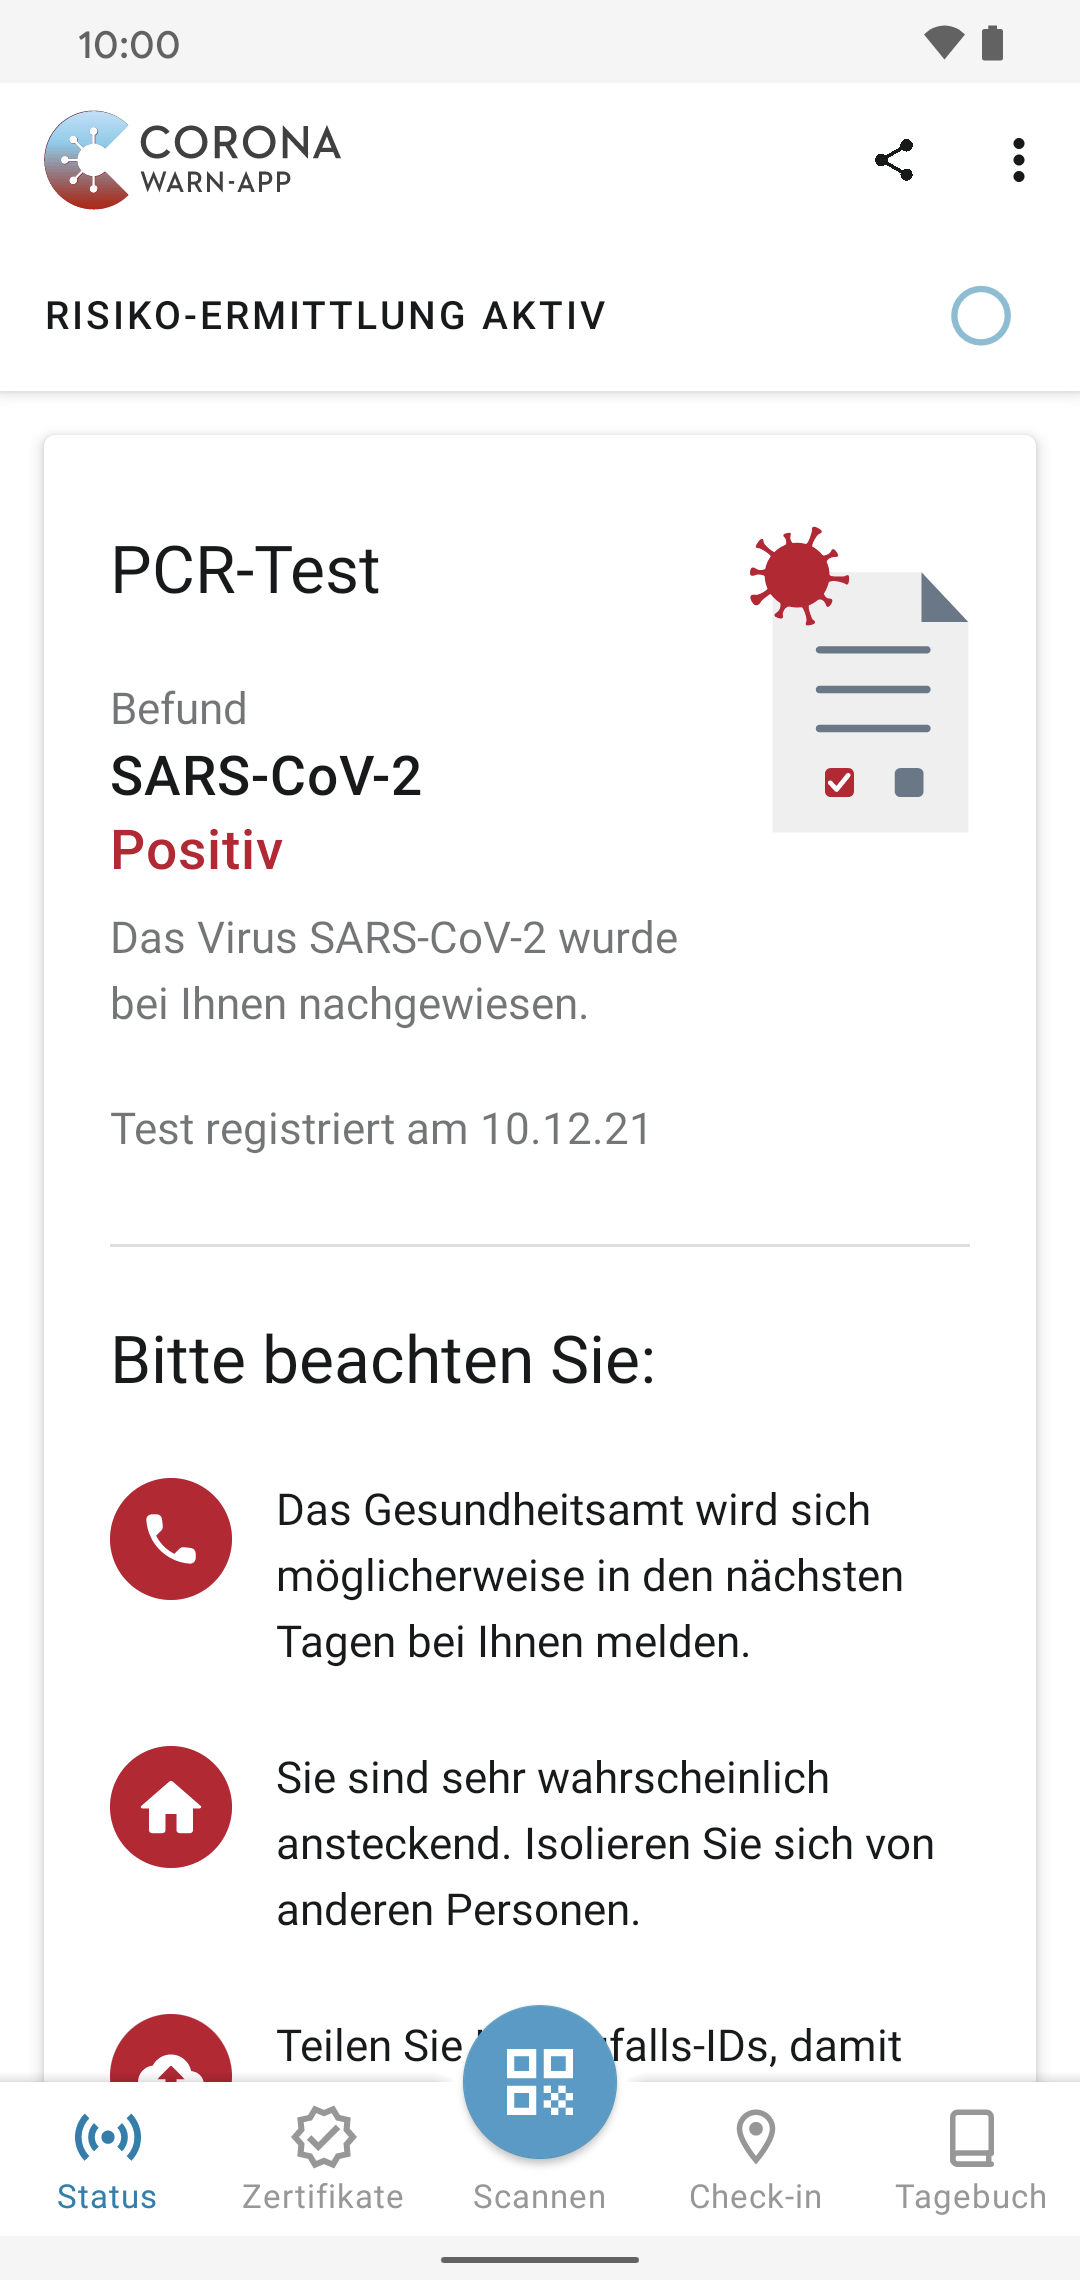 10:00
CORONA
WARN-APP
RISIKO-ERMITTLUNG AKTIV
PCR-Test
Befund
SARS-CoV-2
Positiv
Das Virus SARS-CoV-2 wurde
bei Ihnen nachgewiesen.
Test registriert am 10.12.21
Bitte beachten Sie:
Das Gesundheitsamt wird sich
möglicherweise in den nächsten
Tagen bei Ihnen melden.
Sie sind sehr wahrscheinlich
ansteckend. Isolieren Sie sich von
anderen Personen.
Teilen Sie falls-IDs, damit
Status
Zertifikate
Scannen
Check-in
Tagebuch